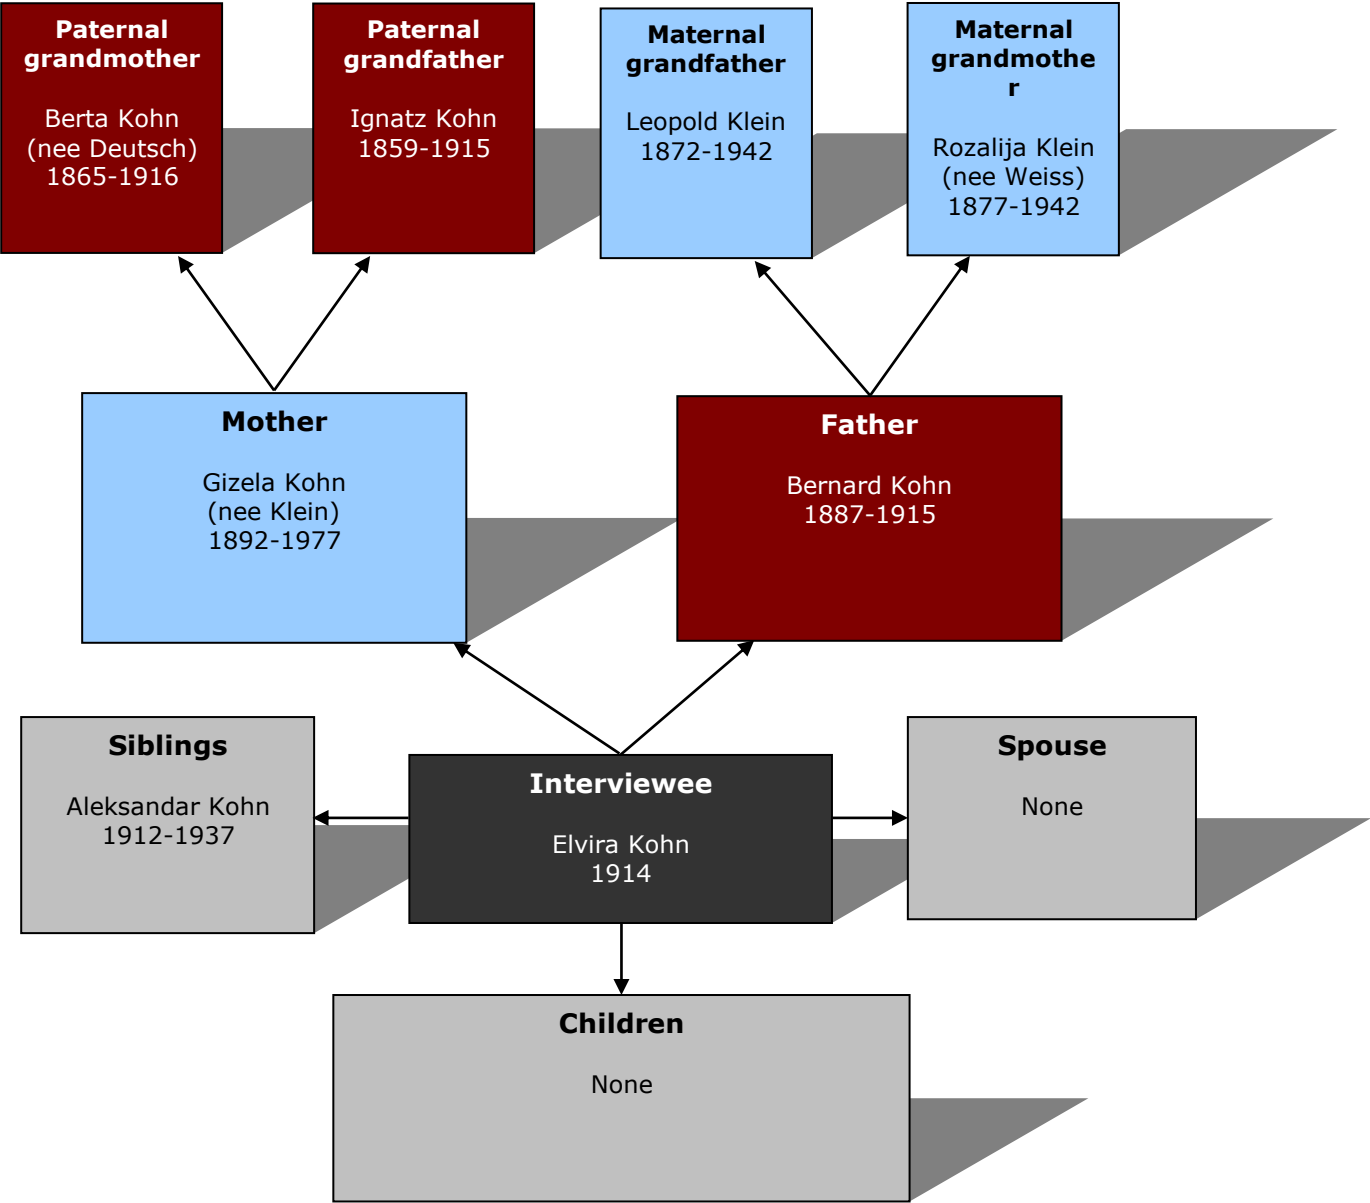 Paternal
grandmother
Berta Kohn
(nee Deutsch)
1865-1916
Paternal
grandfather
Ignatz Kohn
1859-1915
Maternal
grandfather
Leopold Klein
1872-1942
Maternal
grandmothe
r
Rozalija Klein
(nee Weiss)
1877-1942
Mother
Gizela Kohn
(nee Klein)
1892-1977
Father
Bernard Kohn
1887-1915
Siblings
Aleksandar Kohn
1912-1937
Interviewee
Elvira Kohn
1914
Spouse
None
Children
None